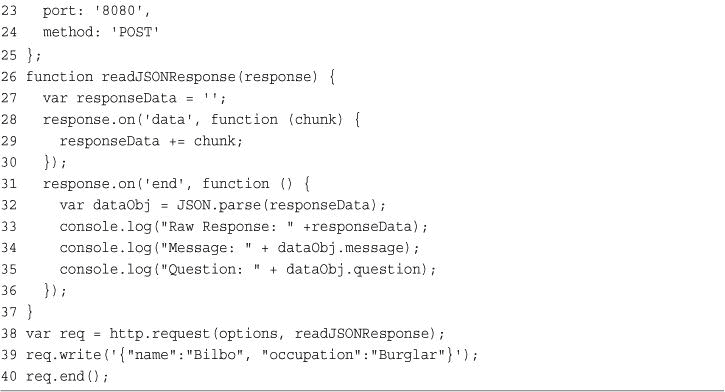 23   port: '8080',
24   method: 'POST'
25 };
26 function readJSONResponse(response) {
27   var responseData = '';
28   response.on('data', function (chunk) {
29     responseData += chunk;
30   });
31   response.on('end', function () {
32     var dataObj = JSON.parse(responseData);
33     console.log("Raw Response: " +responseData);
34     console.log("Message: " + dataObj.message);
35     console.log("Question: " + dataObj.question);
36   });
37 }
38 var req = http.request(options, readJSONResponse);
39 req.write('{"name":"Bilbo", "occupation":"Burglar"}');
40 req.end();